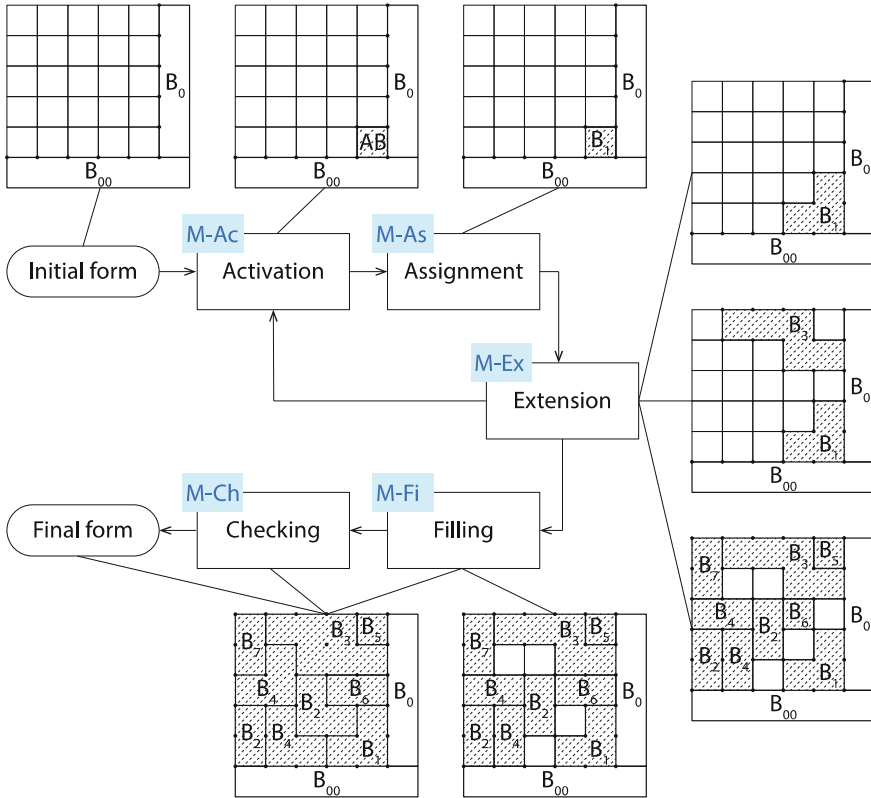 B₀
B₀₀
B₀
AB
B₀₀
B₀
B₁
B₀₀
M-Ac
M-As
Initial form
Activation
Assignment
B₀
B₁
B₀₀
M-Ex
Extension
B₃
B₀
B₁
B₀₀
M-Ch
M-Fi
Final form
Checking
Filling
B₃ B₅
B₇
B₄ B₆
B₂
B₀
B₂ B₄
B₁
B₀₀
B₃ B₅
B₇
B₄ B₆
B₂
B₀
B₂ B₄
B₁
B₀₀
B₃ B₅
B₇
B₄ B₆
B₂
B₀
B₂ B₄
B₁
B₀₀